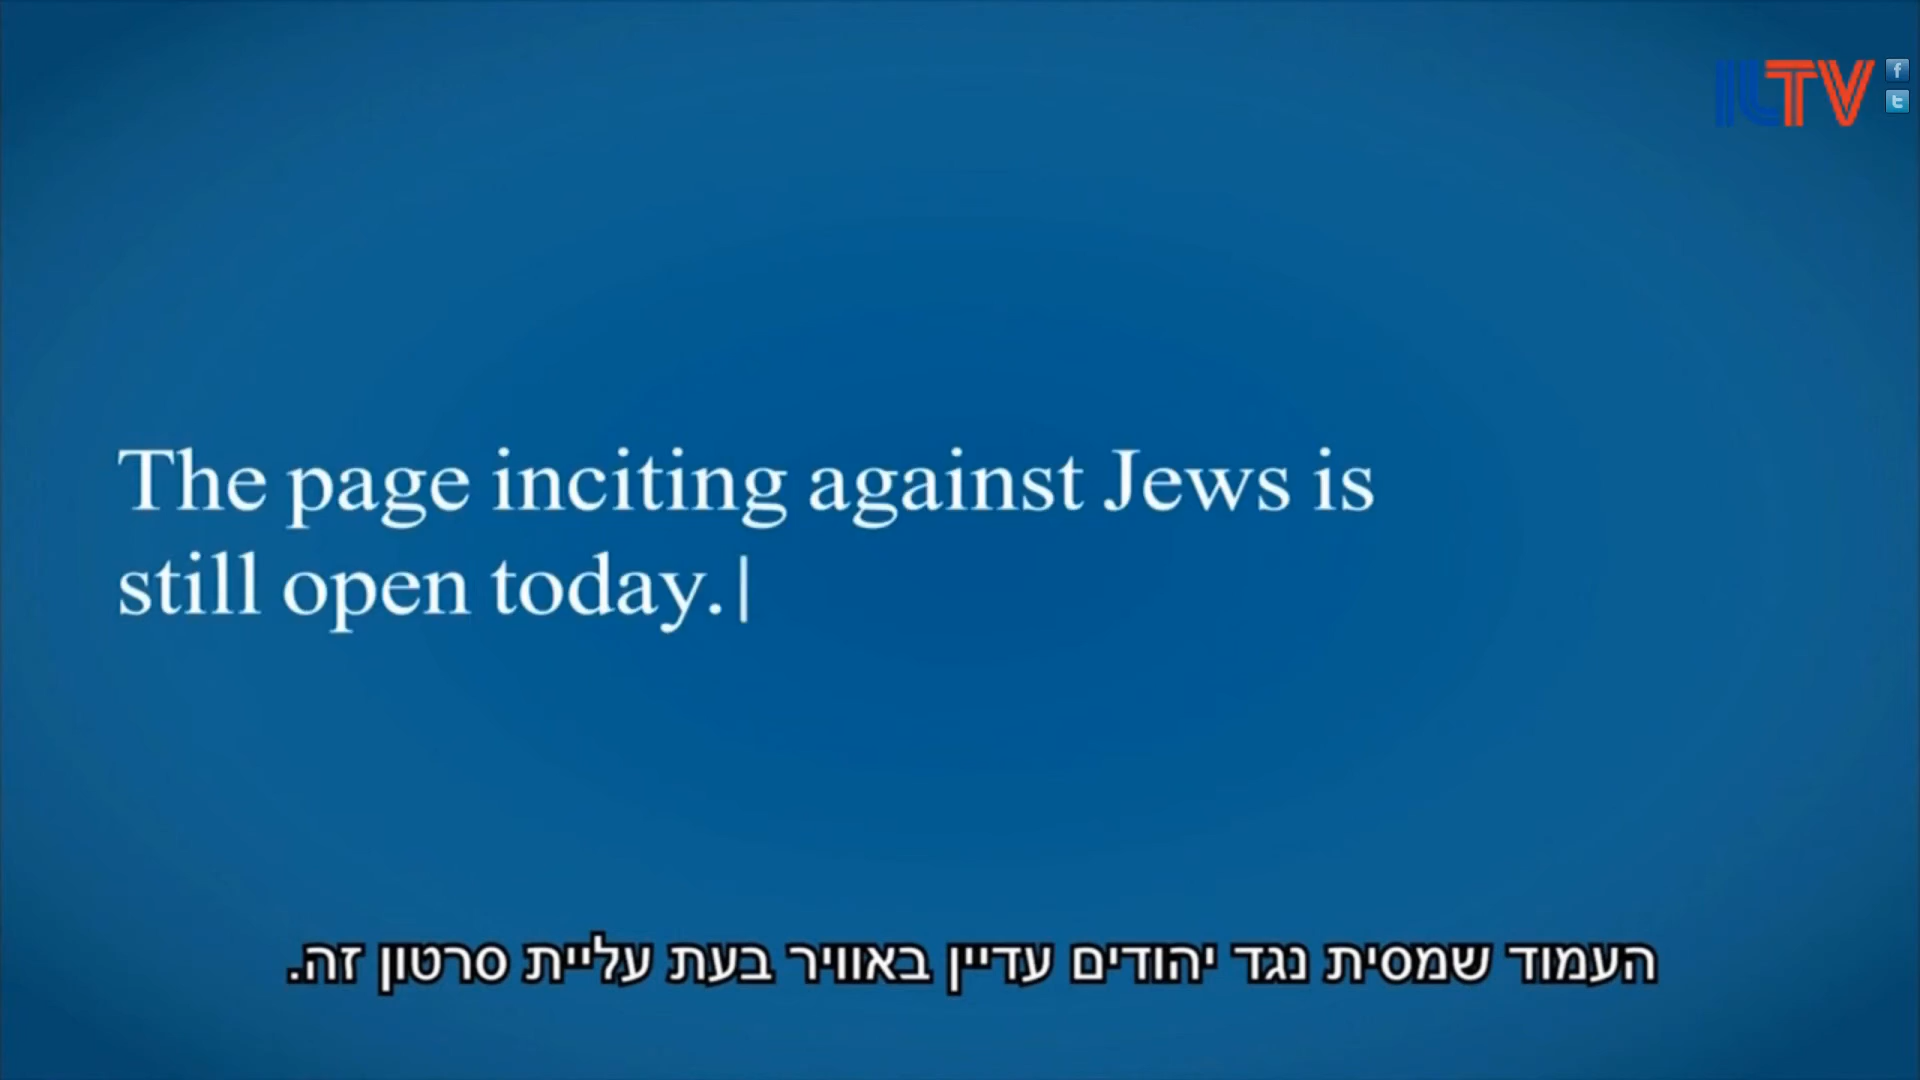 ILTV
f
t
The page inciting against Jews is
still open today.|
העמוד שמסית נגד יהודים עדיין באוויר בעת עליית סרטון זה.